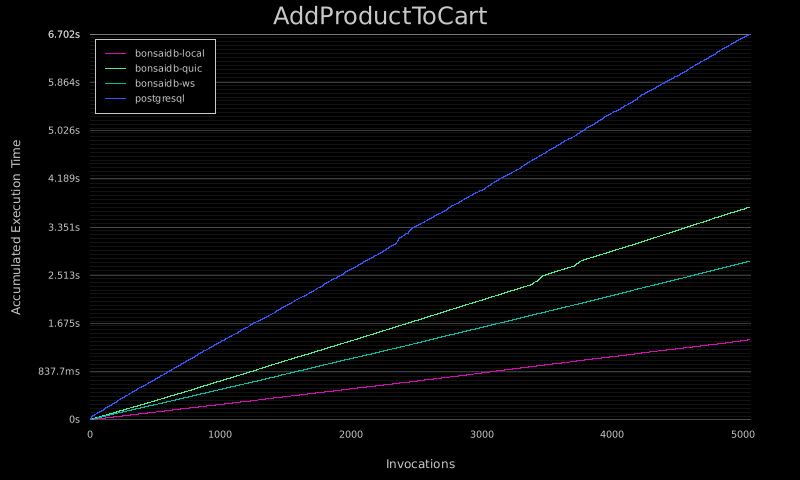 AddProductToCart
6.702s
bonsaidb-local
bonsaidb-quic
bonsaidb-ws
postgresql
5.864s
5.026s
4.189s
3.351s
2.513s
1.675s
837.7ms
0s
Accumulated Execution Time
0 1000 2000 3000 4000 5000
Invocations